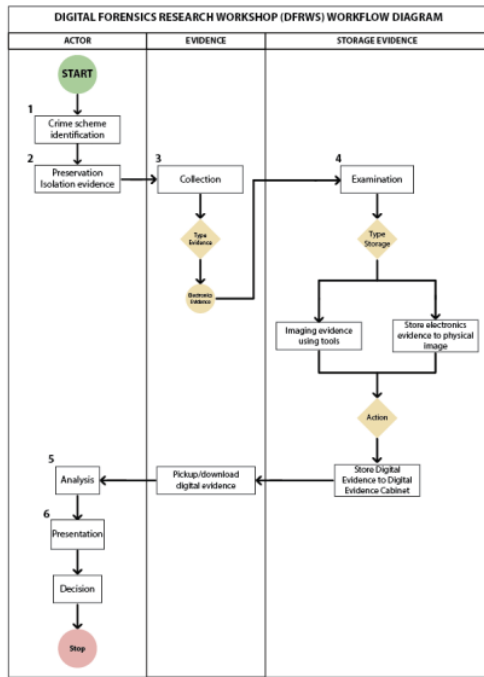 DIGITAL FORENSICS RESEARCH WORKSHOP (DFRWS) WORKFLOW DIAGRAM
ACTOR
EVIDENCE
STORAGE EVIDENCE
START
1
Crime scheme
identification
2
Preservation
Isolation evidence
3
Collection
4
Examination
Type
Evidence
Type
Storage
Electronics
Evidence
Imaging evidence
using tools
Store electronics
evidence to physical
image
Action
5
Analysis
Pickup/download
digital evidence
Store Digital
Evidence to Digital
Evidence Cabinet
6
Presentation
Decision
Stop